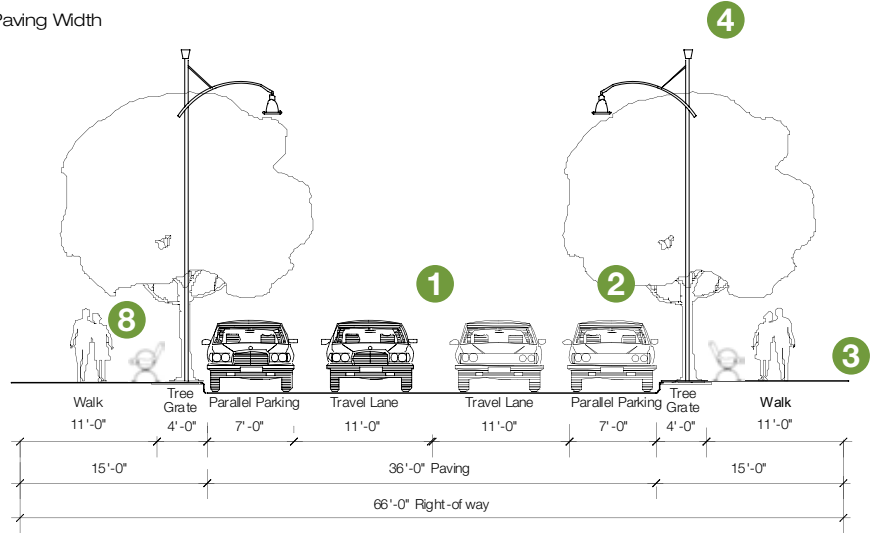 Paving Width
4
1
2
8
3
Walk
Tree
Grate
Parallel Parking
Travel Lane
Travel Lane
Parallel Parking
Tree
Grate
Walk
11'-0"
4'-0"
7'-0"
11'-0"
11'-0"
7'-0"
4'-0"
11'-0"
15'-0"
36'-0" Paving
15'-0"
66'-0" Right-of way